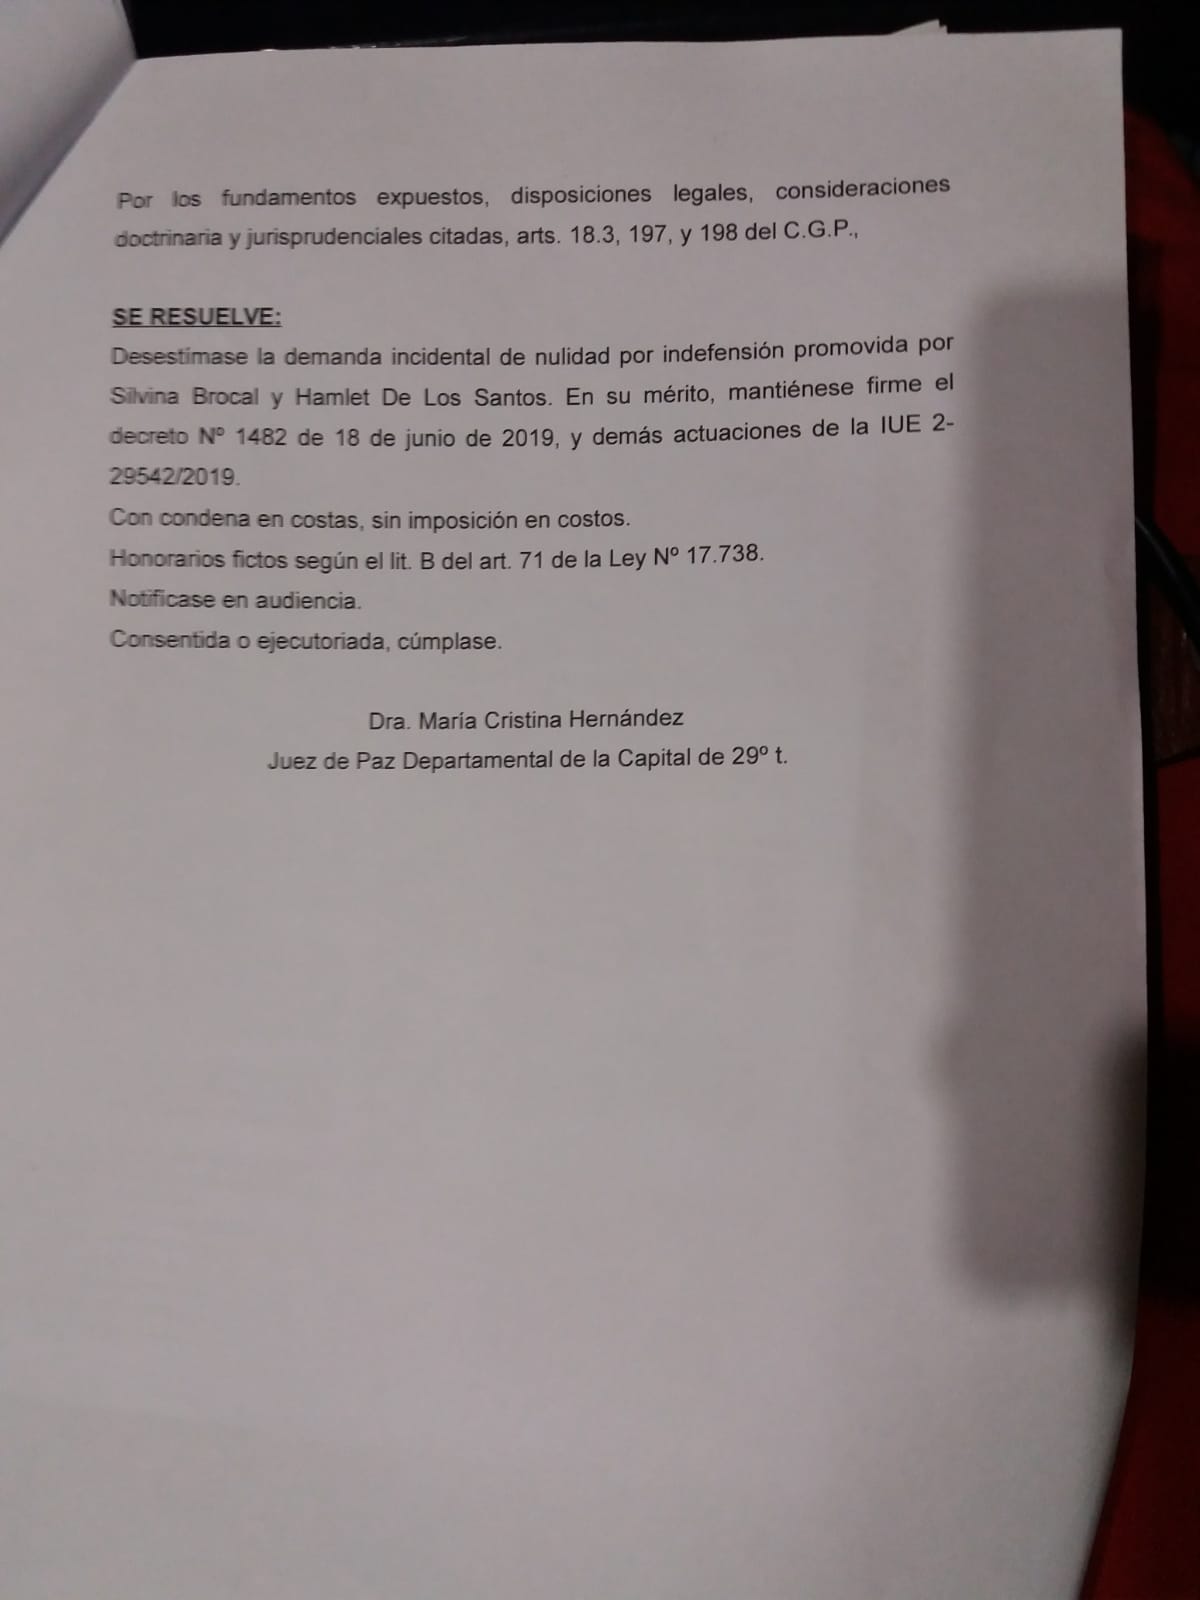 Por los fundamentos expuestos, disposiciones legales, consideraciones
doctrinaria y jurisprudenciales citadas, arts. 18.3, 197, y 198 del C.G.P.,
SE RESUELVE:
Desestímase la demanda incidental de nulidad por indefensión promovida por
Silvina Brocal y Hamlet De Los Santos. En su mérito, mantiénese firme el
decreto Nº 1482 de 18 de junio de 2019, y demás actuaciones de la IUE 2-
29542/2019.
Con condena en costas, sin imposición en costos.
Honorarios fictos según el lit. B del art. 71 de la Ley Nº 17.738.
Notifícase en audiencia.
Consentida o ejecutoriada, cúmplase.
Dra. María Cristina Hernández
Juez de Paz Departamental de la Capital de 29º t.